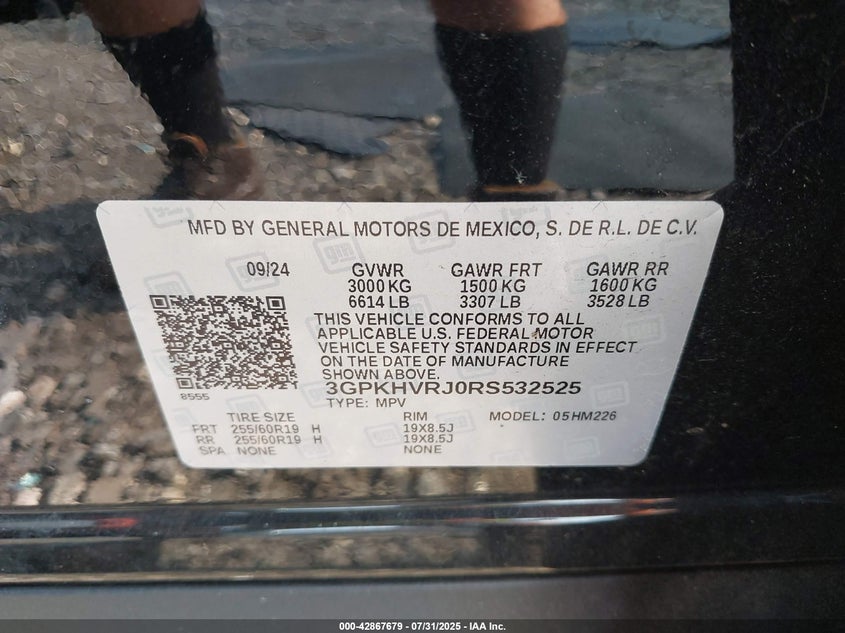 MFD BY GENERAL MOTORS DE MEXICO, S. DE R.L. DE C.V.
09/24 GVWR GAWR FRT GAWR RR
3000 KG 1500 KG 1600 KG
6614 LB 3307 LB 3528 LB
THIS VEHICLE CONFORMS TO ALL
APPLICABLE U.S. FEDERAL MOTOR
VEHICLE SAFETY STANDARDS IN EFFECT
ON THE DATE OF MANUFACTURE
SHOWN ABOVE.
8555
3GPKHVRJ0RS532525
TYPE: MPV
TIRE SIZE RIM MODEL: 05HM226
FRT 255/60R19 H 19X8.5J
RR 255/60R19 H 19X8.5J
SPA NONE NONE
000-42867679 / 07/31/2025 - IAA Inc.